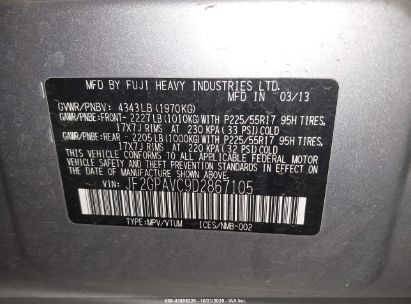 MFD BY FUJI HEAVY INDUSTRIES LTD.
GVWR/PNBV: 4343LB (1970KG) MFD IN 03/13
GAWR/PNBE: FRONT- 2227LB (1010KG) WITH P225/55R17 95H TIRES,
17X7J RIMS AT 230 KPA (33 PSI) COLD
GAWR/PNBE: REAR - 2205LB (1000KG) WITH P225/55R17 95H TIRES,
17X7J RIMS AT 220 KPA (32 PSI) COLD
THIS VEHICLE CONFORMS TO ALL APPLICABLE FEDERAL MOTOR
VEHICLE SAFETY BUMPER, AND THEFT PREVENTION STANDARDS
IN EFFECT ON THE DATE OF MANUFACTURE SHOWN ABOVE.
VIN: JF2GPAVC9D2867105
TYPE:MPV/VTUM ICES/NMB-002